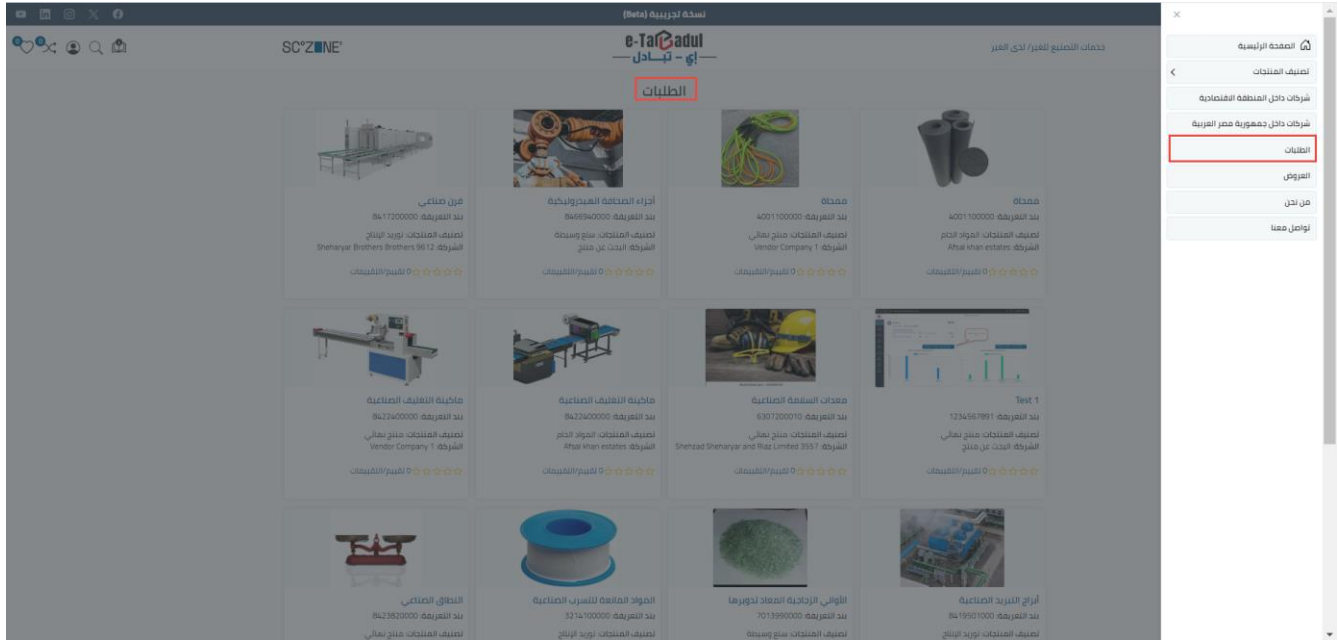 نسخة تجريبية (Beta)
خدمات التصنيع للغير/ لدى الغير
e-Tabadul
إي - تبـــادل
SC°ZONE
0
0
الطلبات
ممحاة
بند التعريفة: 4001100000
تصنيف المنتجات: المواد الخام
الشركة: Afsal khan estates
0 تقييم/التقييمات
ممحاة
بند التعريفة: 4001100000
تصنيف المنتجات: منتج نهائي
الشركة: Vendor Company 1
0 تقييم/التقييمات
أجزاء الصحافة الهيدروليكية
بند التعريفة: 8466940000
تصنيف المنتجات: سلع وسيطة
الشركة: البحث عن منتج
0 تقييم/التقييمات
فرن صناعي
بند التعريفة: 8417200000
تصنيف المنتجات: توريد الإنتاج
الشركة: Sheharyar Brothers Brothers 9612
0 تقييم/التقييمات
Test 1
بند التعريفة: 1234567891
تصنيف المنتجات: منتج نهائي
الشركة: البحث عن منتج
0 تقييم/التقييمات
معدات السلامة الصناعية
بند التعريفة: 6307200010
تصنيف المنتجات: منتج نهائي
الشركة: Shehzad Sheharyar and Riaz Limited 3557
0 تقييم/التقييمات
ماكينة التغليف الصناعية
بند التعريفة: 8422400000
تصنيف المنتجات: المواد الخام
الشركة: Afsal khan estates
0 تقييم/التقييمات
ماكينة التغليف الصناعية
بند التعريفة: 8422400000
تصنيف المنتجات: منتج نهائي
الشركة: Vendor Company 1
0 تقييم/التقييمات
أبراج التبريد الصناعية
بند التعريفة: 8419501000
تصنيف المنتجات: توريد الإنتاج
الأواني الزجاجية المعاد تدويرها
بند التعريفة: 7013990000
تصنيف المنتجات: سلع وسيطة
المواد المانعة للتسرب الصناعية
بند التعريفة: 3214100000
تصنيف المنتجات: توريد الإنتاج
النطاق الصناعي
بند التعريفة: 8423820000
تصنيف المنتجات: منتج نهائي
الصفحة الرئيسية
تصنيف المنتجات
شركات داخل المنطقة الاقتصادية
شركات داخل جمهورية مصر العربية
الطلبات
العروض
من نحن
تواصل معنا